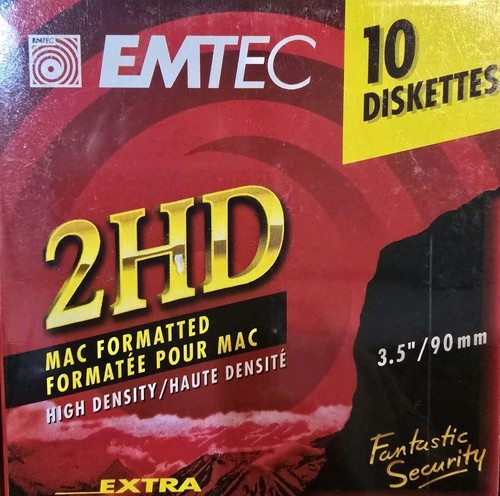 EMTEC
EMTEC
10
DISKETTES
2HD
MAC FORMATTED
FORMATÉE POUR MAC
HIGH DENSITY/HAUTE DENSITÉ
3.5"/90mm
Fantastic
Security
EXTRA